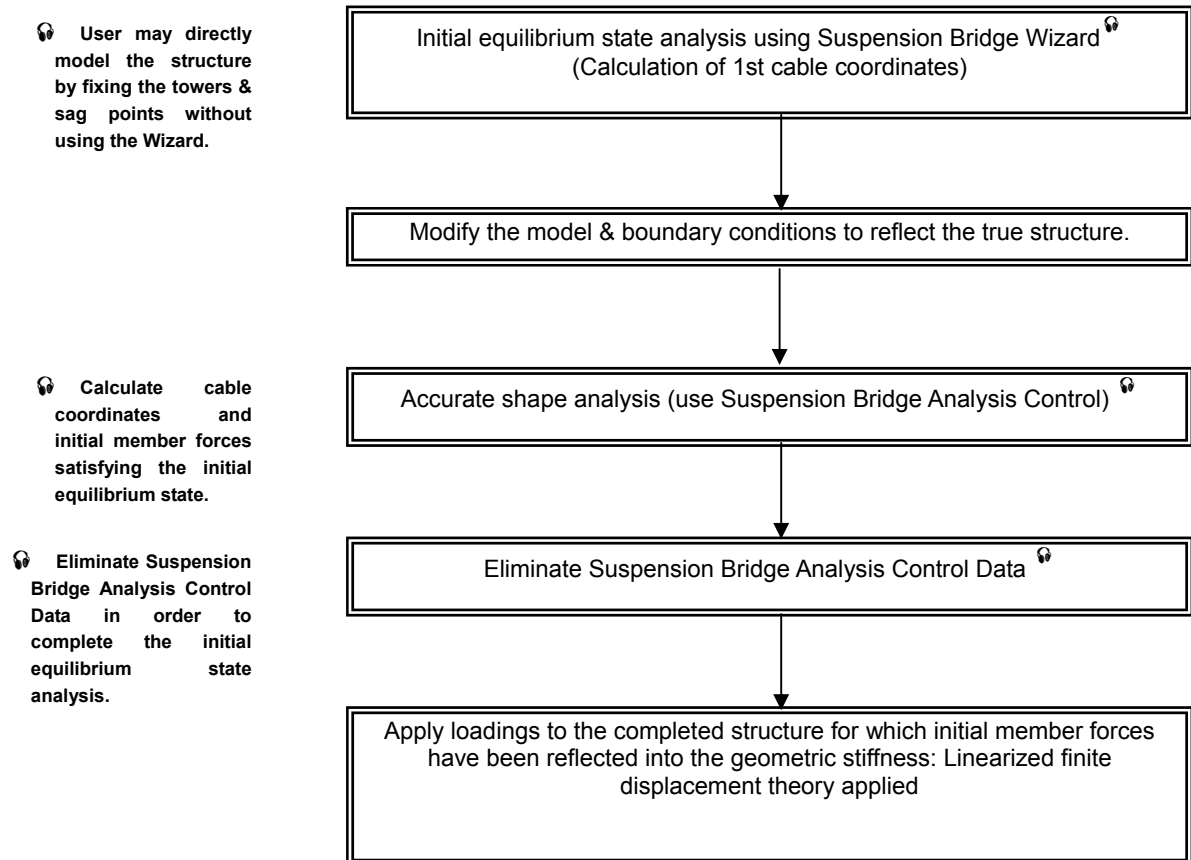 User may directly
model the structure
by fixing the towers &
sag points without
using the Wizard.
Initial equilibrium state analysis using Suspension Bridge Wizard
(Calculation of 1st cable coordinates)
Modify the model & boundary conditions to reflect the true structure.
Calculate cable
coordinates and
initial member forces
satisfying the initial
equilibrium state.
Accurate shape analysis (use Suspension Bridge Analysis Control)
Eliminate Suspension
Bridge Analysis Control
Data in order to
complete the initial
equilibrium state
analysis.
Eliminate Suspension Bridge Analysis Control Data
Apply loadings to the completed structure for which initial member forces
have been reflected into the geometric stiffness: Linearized finite
displacement theory applied